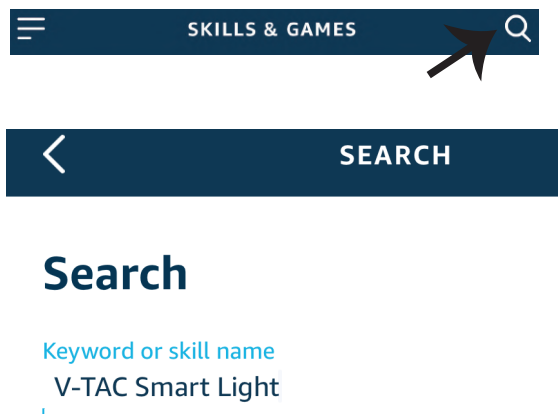 SKILLS & GAMES
SEARCH
Search
Keyword or skill name
V-TAC Smart Light